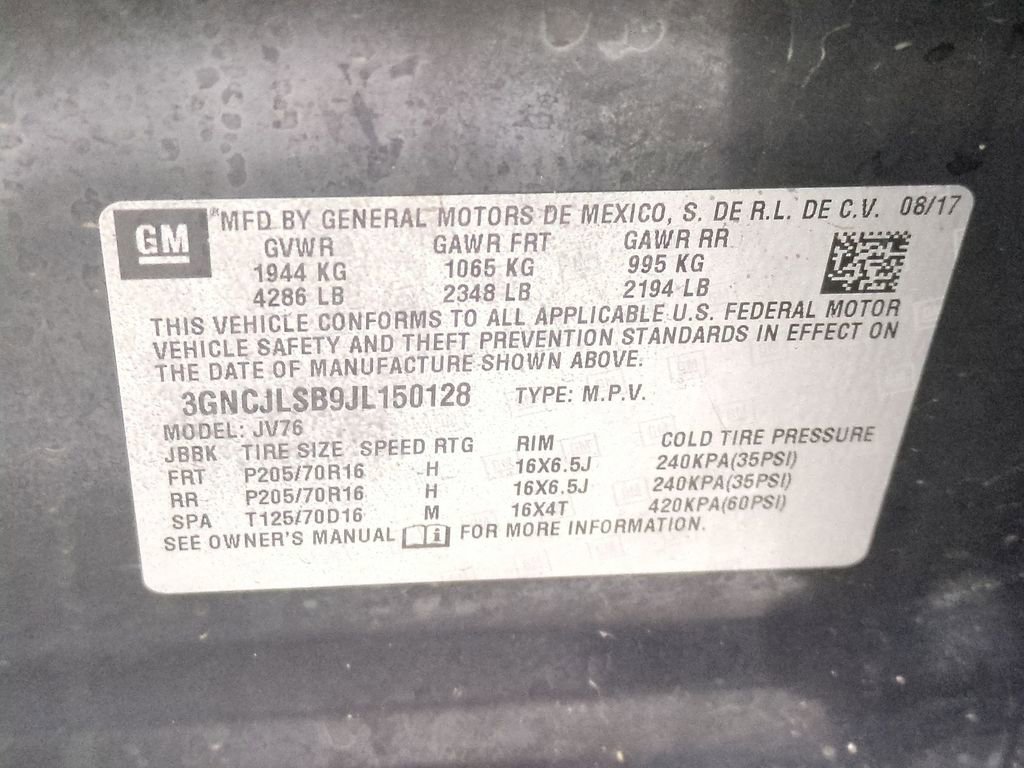 GM MFD BY GENERAL MOTORS DE MEXICO, S. DE R.L. DE C.V. 08/17
GVWR GAWR FRT GAWR RR
1944 KG 1065 KG 995 KG
4286 LB 2348 LB 2194 LB
THIS VEHICLE CONFORMS TO ALL APPLICABLE U.S. FEDERAL MOTOR
VEHICLE SAFETY AND THEFT PREVENTION STANDARDS IN EFFECT ON
THE DATE OF MANUFACTURE SHOWN ABOVE.
3GNCJLSB9JL150128 TYPE: M.P.V.
MODEL: JV76
JBBK TIRE SIZE SPEED RTG RIM COLD TIRE PRESSURE
FRT P205/70R16 H 16X6.5J 240KPA(35PSI)
RR P205/70R16 H 16X6.5J 240KPA(35PSI)
SPA T125/70D16 M 16X4T 420KPA(60PSI)
SEE OWNER'S MANUAL i FOR MORE INFORMATION.